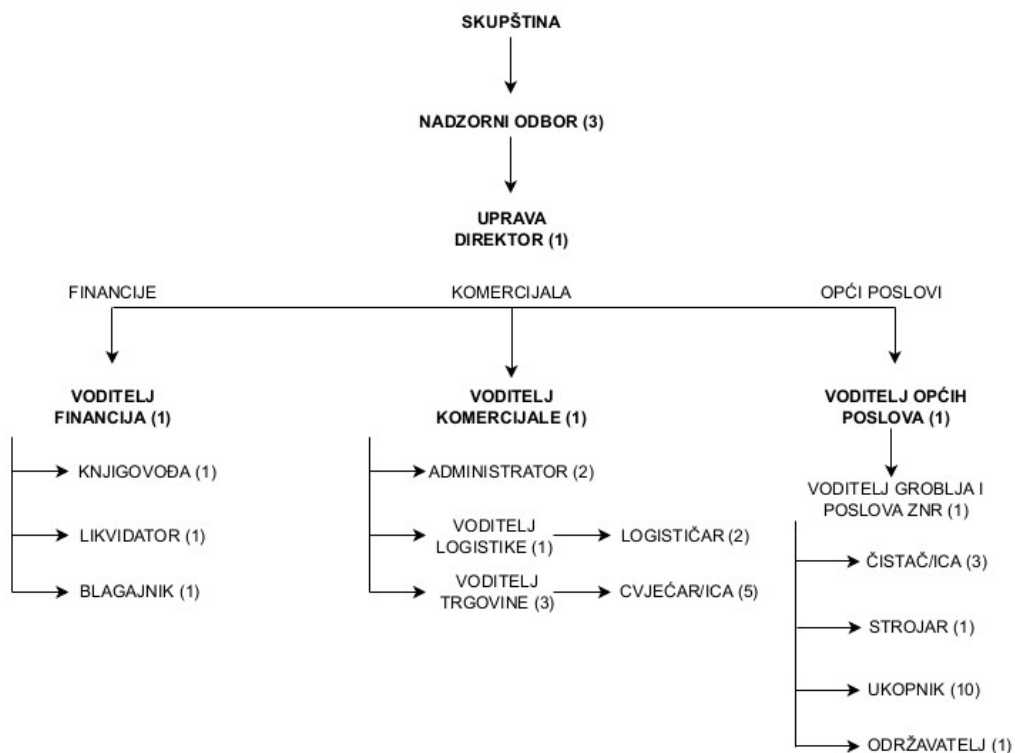 SKUPŠTINA
NADZORNI ODBOR (3)
UPRAVA
DIREKTOR (1)
FINANCIJE
KOMERCIJALA
OPĆI POSLOVI
VODITELJ
FINANCIJA (1)
VODITELJ
KOMERCIJALE (1)
VODITELJ OPĆIH
POSLOVA (1)
KNJIGOVOĐA (1)
LIKVIDATOR (1)
BLAGAJNIK (1)
ADMINISTRATOR (2)
VODITELJ
LOGISTIKE (1)
LOGISTIČAR (2)
VODITELJ
TRGOVINE (3)
CVJEĆAR/ICA (5)
VODITELJ GROBLJA I
POSLOVA ZNR (1)
ČISTAČ/ICA (3)
STROJAR (1)
UKOPNIK (10)
ODRŽAVATELJ (1)